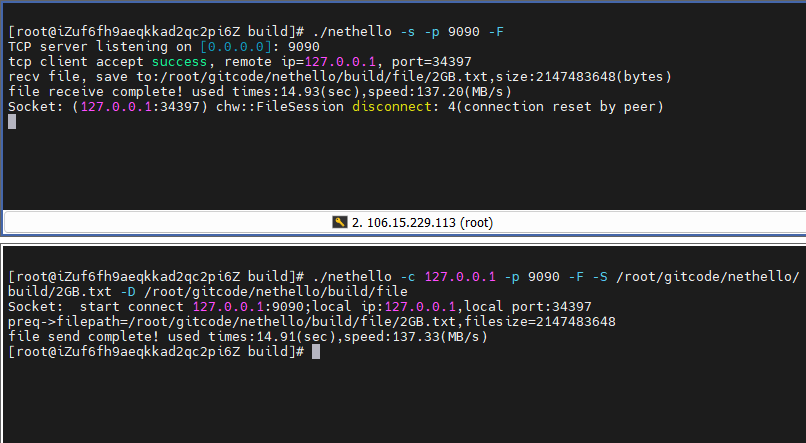 [root@iZuf6fh9aeqkkad2qc2pi6Z build]# ./nethello -s -p 9090 -F
TCP server listening on [0.0.0.0]: 9090
tcp client accept success, remote ip=127.0.0.1, port=34397
recv file, save to:/root/gitcode/nethello/build/file/2GB.txt,size:2147483648(bytes)
file receive complete! used times:14.93(sec),speed:137.20(MB/s)
Socket: (127.0.0.1:34397) chw::FileSession disconnect: 4(connection reset by peer)
2. 106.15.229.113 (root)
[root@iZuf6fh9aeqkkad2qc2pi6Z build]# ./nethello -c 127.0.0.1 -p 9090 -F -S /root/gitcode/nethello/
build/2GB.txt -D /root/gitcode/nethello/build/file
Socket:  start connect 127.0.0.1:9090;local ip:127.0.0.1,local port:34397
preq->filepath=/root/gitcode/nethello/build/file/2GB.txt,filesize=2147483648
file send complete! used times:14.91(sec),speed:137.33(MB/s)
[root@iZuf6fh9aeqkkad2qc2pi6Z build]#